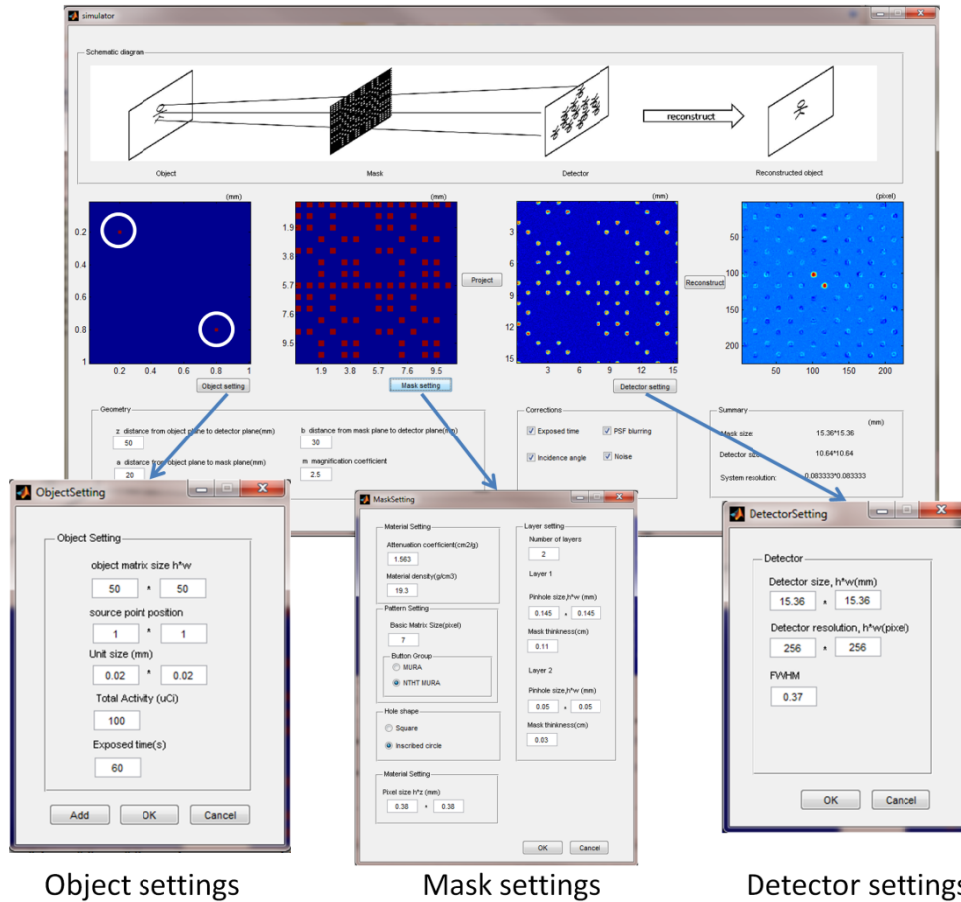 simulator
Schematic diagran
reconstruct
Object
Mask
Detector
Reconstructed object
(mm)
0.2
0.4
0.6
0.8
1
0.2 0.4 0.6 0.8 1
Object setting
(mm)
1.9
3.8
5.7
7.6
9.5
1.9 3.8 5.7 7.6 9.5
Mask setting
Project
(mm)
3
6
9
12
15
3 6 9 12 15
Detector setting
Reconstruct
(pixel)
50
100
150
200
50 100 150 200
Geometry
z distance from object plane to detector plane(mm)
50
b distance from mask plane to detector plane(mm)
30
a distance from object plane to mask plane(mm)
20
m magnification coefficient
2.5
Corrections
Exposed time
PSF blurring
Incidence angle
Noise
Summary
(mm)
Mask size: 15.36*15.36
Detector size: 10.64*10.64
System resolution: 0.083333*0.083333
ObjectSetting
Object Setting
object matrix size h*w
50 * 50
source point position
1 * 1
Unit size (mm)
0.02 * 0.02
Total Activity (uCi)
100
Exposed time(s)
60
Add OK Cancel
MaskSetting
Material Setting
Attenuation coefficient(cm2/g)
1.563
Material density(g/cm3)
19.3
Pattern Setting
Basic Matrix Size(pixel)
7
Button Group
MURA
NTHT MURA
Hole shape
Square
Inscribed circle
Material Setting
Pixel size h*z (mm)
0.38 * 0.38
Layer setting
Number of layers
2
Layer 1
Pinhole size,h*w (mm)
0.145 * 0.145
Mask thinkness(cm)
0.11
Layer 2
Pinhole size,h*w (mm)
0.05 * 0.05
Mask thinkness(cm)
0.03
OK Cancel
DetectorSetting
Detector
Detector size, h*w(mm)
15.36 * 15.36
Detector resolution, h*w(pixel)
256 * 256
FWHM
0.37
OK Cancel
Object settings
Mask settings
Detector settings